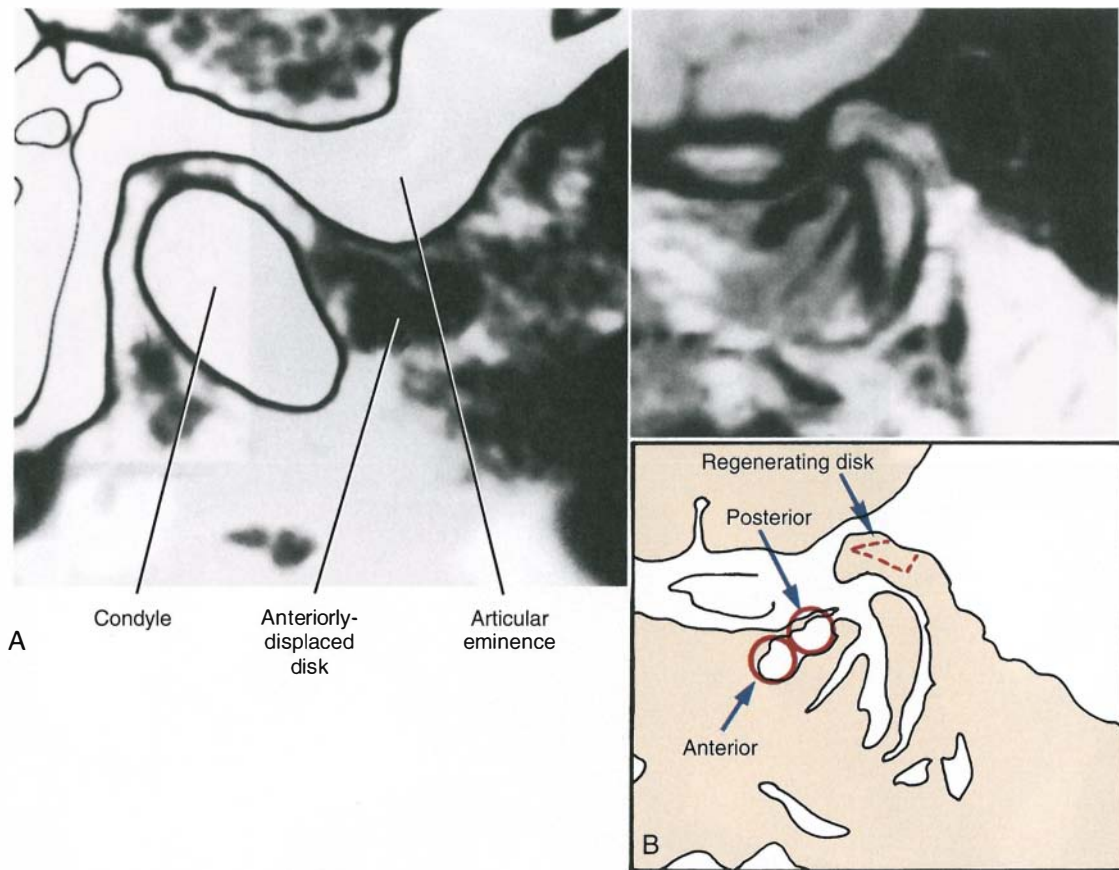 Condyle
Anteriorly-
displaced
disk
Articular
eminence
A
Regenerating disk
Posterior
Anterior
B